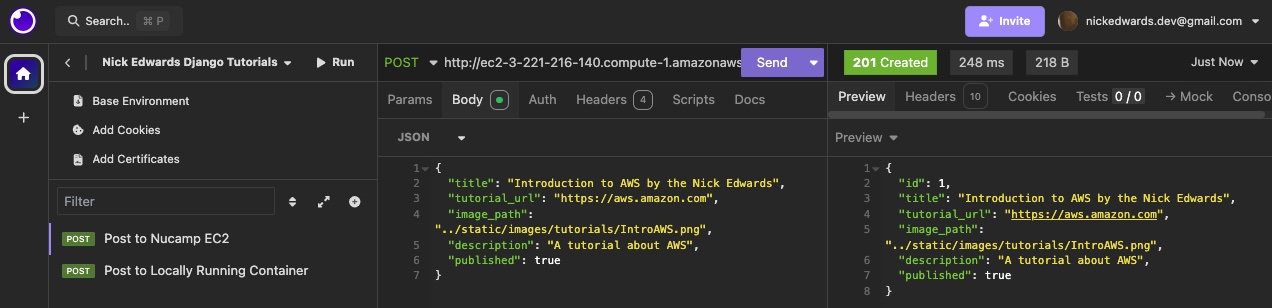 Search.. ⌘ P
Invite
nickedwards.dev@gmail.com
Nick Edwards Django Tutorials
Run
Base Environment
Add Cookies
Add Certificates
Filter
POST Post to Nucamp EC2
POST Post to Locally Running Container
POST http://ec2-3-221-216-140.compute-1.amazonaws
Send
Params Body Auth Headers 4 Scripts Docs
JSON
1 {
2 "title": "Introduction to AWS by the Nick Edwards",
3 "tutorial_url": "https://aws.amazon.com",
4 "image_path":
"../static/images/tutorials/IntroAWS.png",
5 "description": "A tutorial about AWS",
6 "published": true
7 }
201 Created 248 ms 218 B Just Now
Preview Headers 10 Cookies Tests 0 / 0 → Mock Conso
Preview
1 {
2 "id": 1,
3 "title": "Introduction to AWS by the Nick Edwards",
4 "tutorial_url": "https://aws.amazon.com",
5 "image_path":
"../static/images/tutorials/IntroAWS.png",
6 "description": "A tutorial about AWS",
7 "published": true
8 }